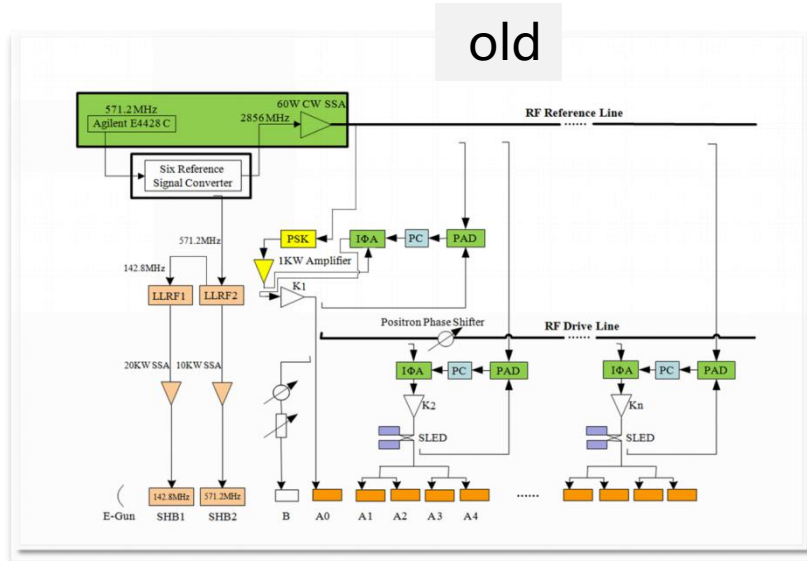 old
571.2MHz
Agilent E4428 C
2856MHz
60W CW SSA
RF Reference Line
Six Reference
Signal Converter
571.2MHz
142.8MHz
PSK
IΦA
PC
PAD
1KW Amplifier
K1
LLRF1
LLRF2
Positron Phase Shifter
RF Drive Line
20KW SSA
10KW SSA
IΦA
PC
PAD
IΦA
PC
PAD
K2
Kn
SLED
SLED
142.8MHz
571.2MHz
E-Gun
SHB1
SHB2
B
A0
A1
A2
A3
A4